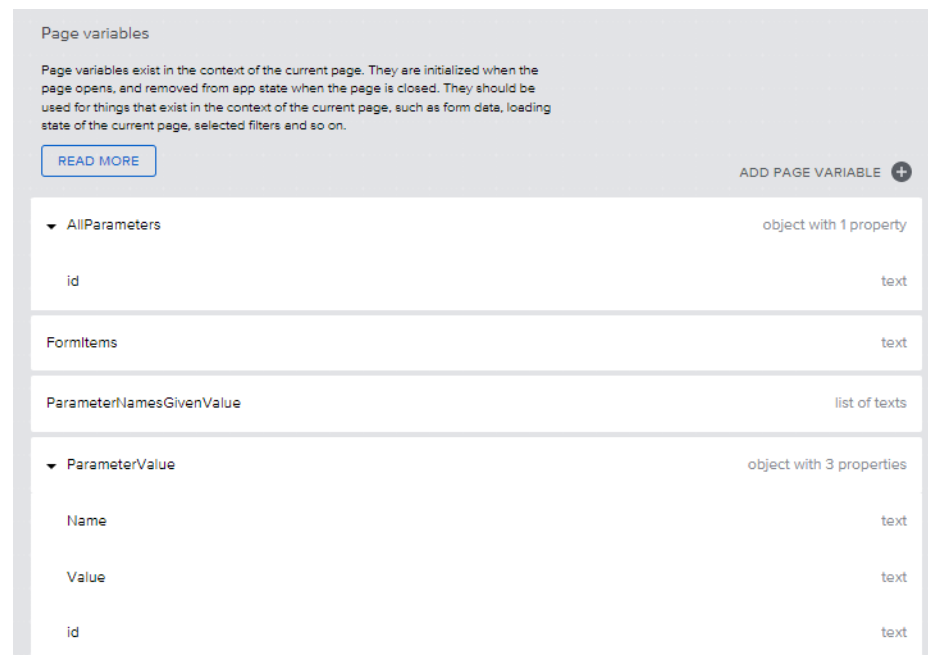 Page variables
Page variables exist in the context of the current page. They are initialized when the
page opens, and removed from app state when the page is closed. They should be
used for things that exist in the context of the current page, such as form data, loading
state of the current page, selected filters and so on.
READ MORE
ADD PAGE VARIABLE
AllParameters object with 1 property
id text
FormItems text
ParameterNamesGivenValue list of texts
ParameterValue object with 3 properties
Name text
Value text
id text